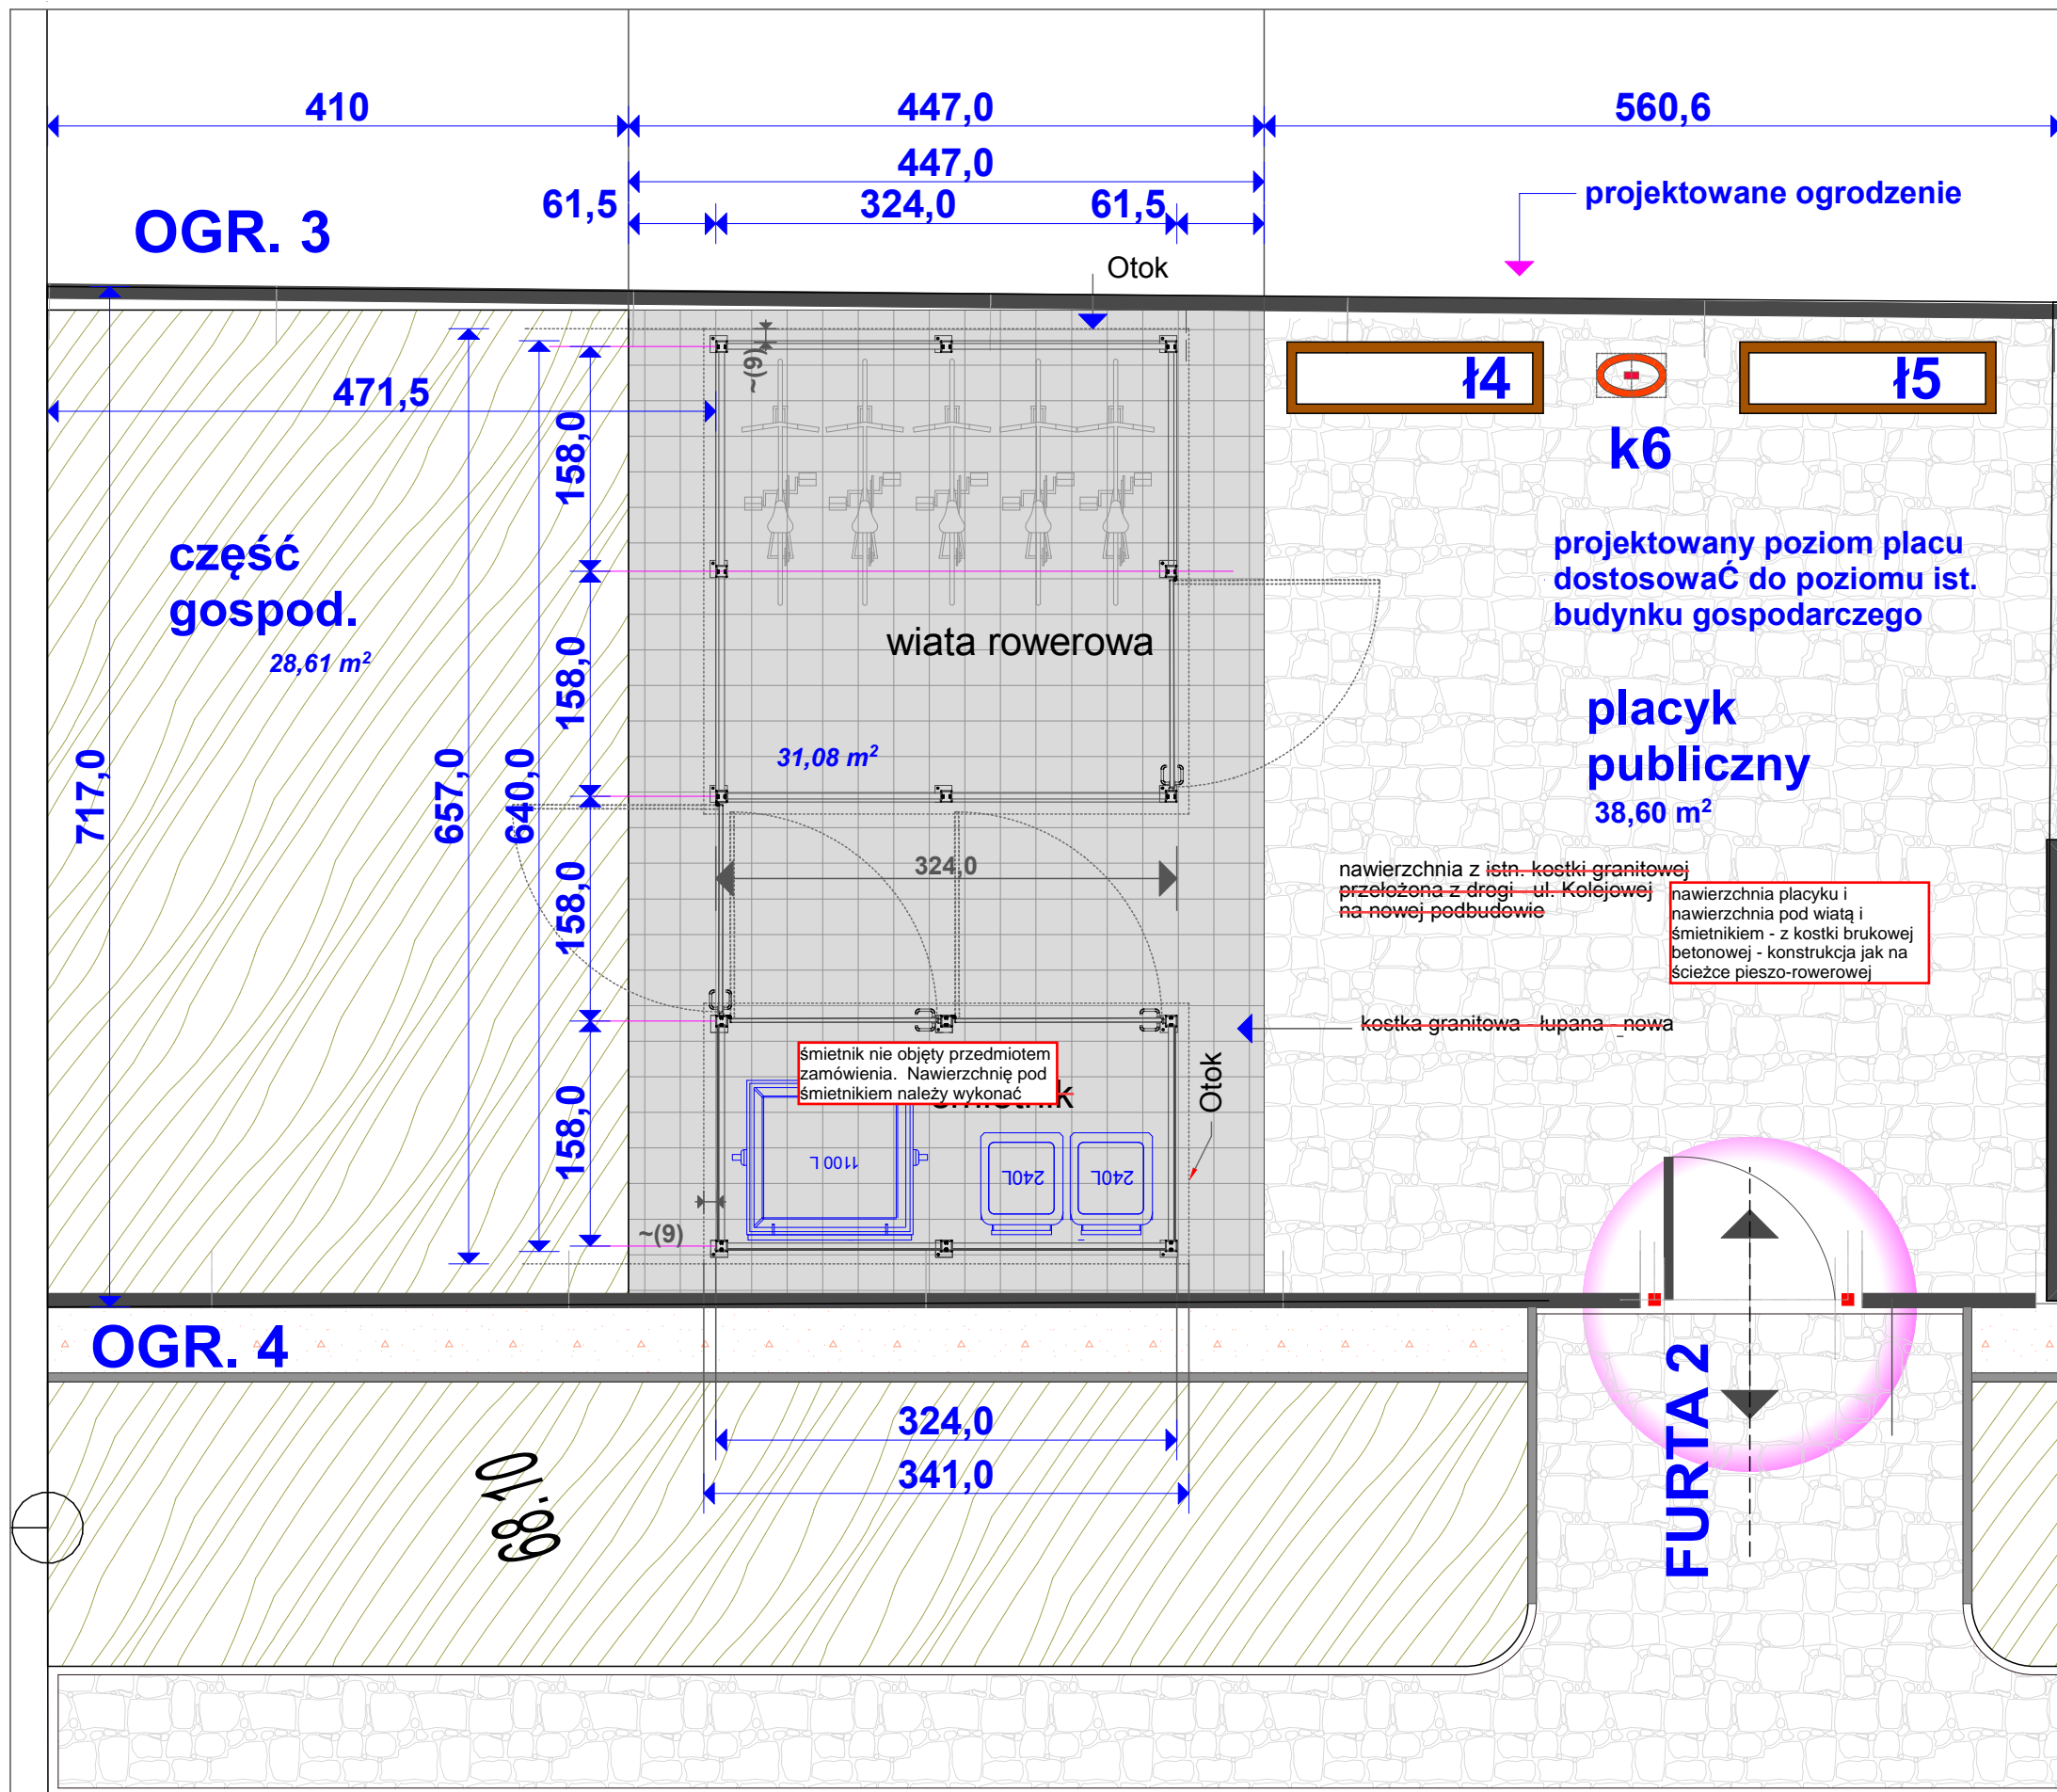 410
447,0
560,6
447,0
61,5
324,0
61,5
projektowane ogrodzenie
OGR. 3
Otok
~(9)
471,5
ł4
ł5
k6
158,0
część
gospod.
28,61 m²
projektowany poziom placu
dostosowaĆ do poziomu ist.
budynku gospodarczego
wiata rowerowa
158,0
31,08 m²
placyk
publiczny
38,60 m²
717,0
657,0
640,0
324,0
158,0
nawierzchnia z istn. kostki granitowej
przełożona z drogi - ul. Kolejowej
na nowej podbudowie
nawierzchnia placyku i
nawierzchnia pod wiatą i
śmietnikiem - z kostki brukowej
betonowej - konstrukcja jak na
ścieżce pieszo-rowerowej
kostka granitowa - łupana - nowa
śmietnik nie objęty przedmiotem
zamówienia. Nawierzchnię pod
śmietnikiem należy wykonać
śmietnik
Otok
158,0
1100 L
240L
240L
~(9)
OGR. 4
FURTA 2
324,0
341,0
68.10